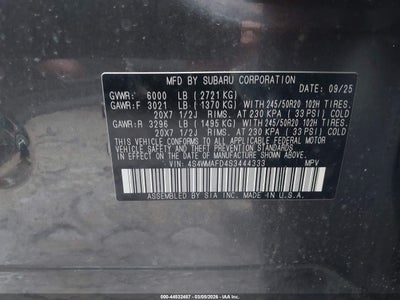 MFD BY SUBARU CORPORATION
DATE: 09/25
GVWR: 6000 LB (2721 KG)
GAWR:F 3021 LB (1370 KG) WITH 245/50R20 102H TIRES.
20X7 1/2J RIMS. AT 230 KPA (33 PSI) COLD
GAWR:R 3296 LB (1495 KG) WITH 245/50R20 102H TIRES.
20X7 1/2J RIMS. AT 230 KPA (33 PSI) COLD
THIS VEHICLE CONFORMS TO ALL APPLICABLE FEDERAL MOTOR
VEHICLE SAFETY AND THEFT PREVENTION STANDARDS
IN EFFECT ON THE DATE OF MANUFACTURE SHOWN ABOVE.
VIN: 4S4WMAFD4S3444333 MPV
ASSEMBLED BY S.I.A., INC MADE IN U.S.A.
000-44832487 - 03/09/2026 - IAAI.com